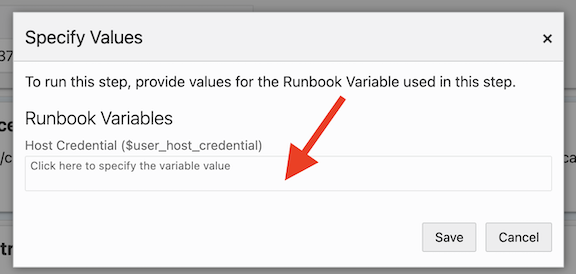 Specify Values
×
37
To run this step, provide values for the Runbook Variable used in this step.
Runbook Variables
Host Credential ($user_host_credential)
Click here to specify the variable value
Save
Cancel